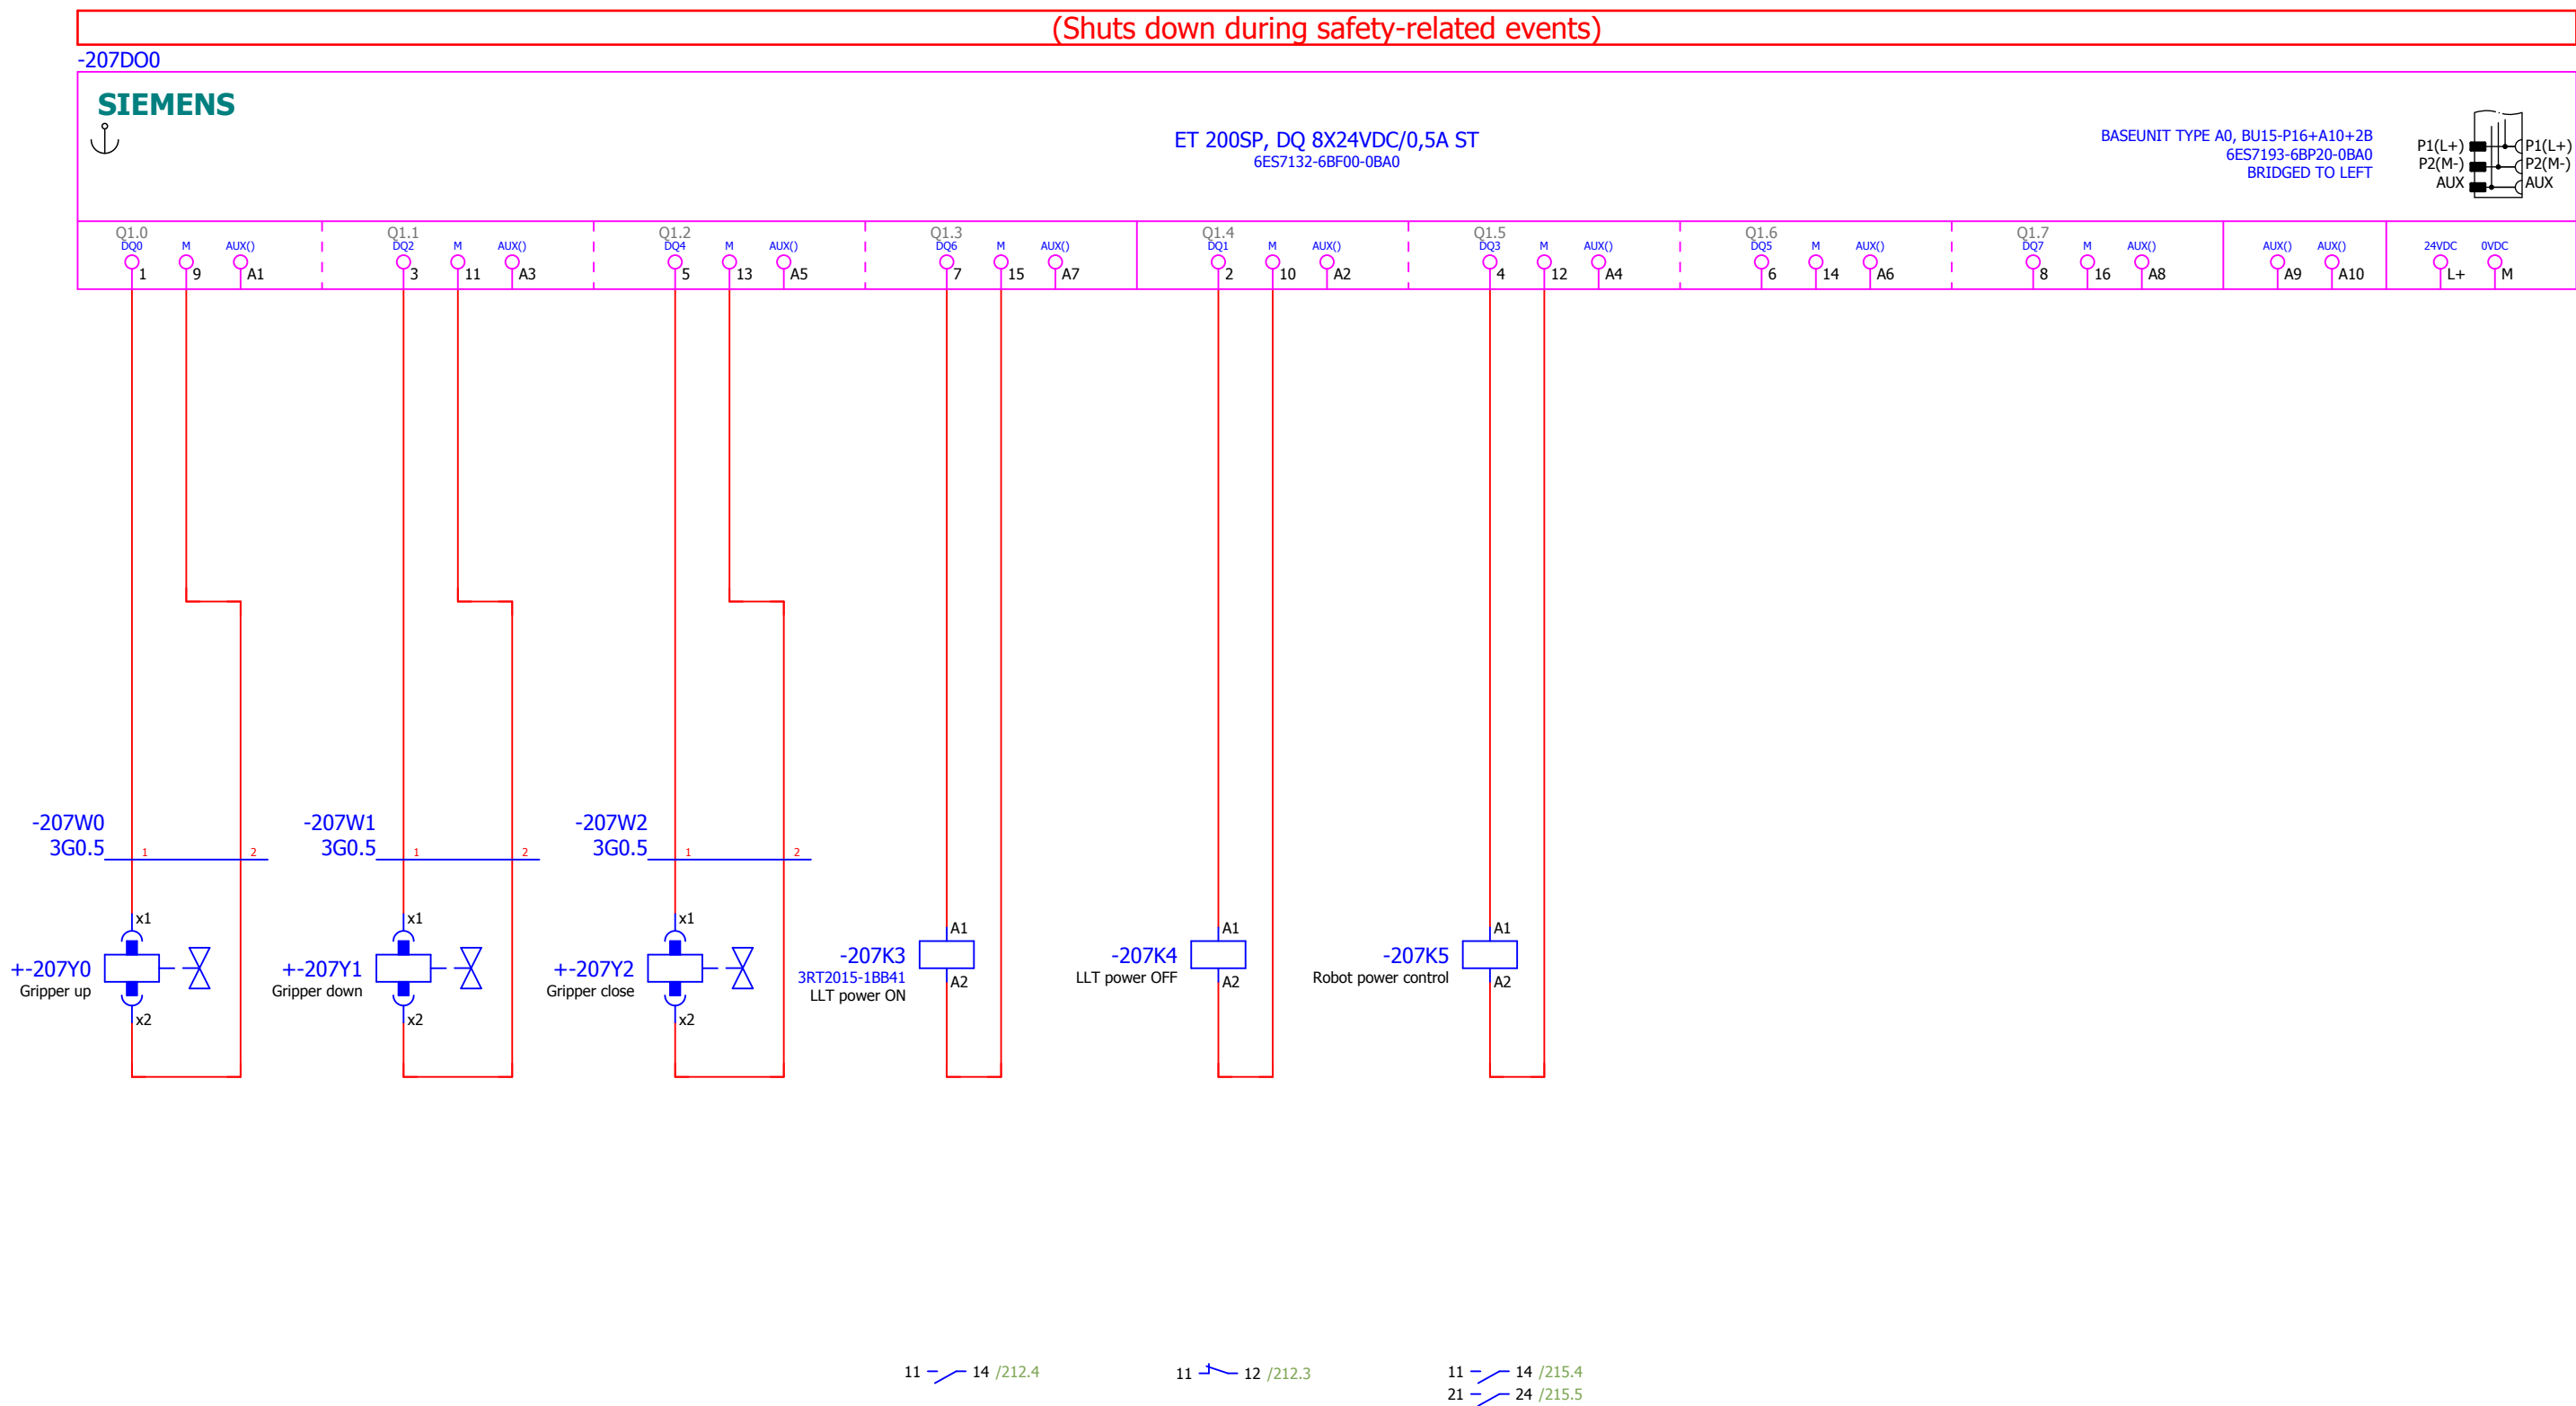 (Shuts down during safety-related events)
-207DO0
SIEMENS
ET 200SP, DQ 8X24VDC/0,5A ST
6ES7132-6BF00-0BA0
BASEUNIT TYPE A0, BU15-P16+A10+2B
6ES7193-6BP20-0BA0
BRIDGED TO LEFT
P1(L+) P1(L+)
P2(M-) P2(M-)
AUX AUX
Q1.0 Q1.1 Q1.2 Q1.3 Q1.4 Q1.5 Q1.6 Q1.7
DQ0 M AUX() DQ2 M AUX() DQ4 M AUX() DQ6 M AUX() DQ1 M AUX() DQ3 M AUX() DQ5 M AUX() DQ7 M AUX() AUX() AUX() 24VDC 0VDC
1 9 A1 3 11 A3 5 13 A5 7 15 A7 2 10 A2 4 12 A4 6 14 A6 8 16 A8 A9 A10 L+ M
-207W0 -207W1 -207W2
3G0.5 1 2 3G0.5 1 2 3G0.5 1 2
x1 x1 x1 A1 A1 A1
+-207Y0
Gripper up
x2
+-207Y1
Gripper down
x2
+-207Y2
Gripper close
x2
-207K3
3RT2015-1BB41
LLT power ON
A2
-207K4
LLT power OFF
A2
-207K5
Robot power control
A2
11 14 /212.4
11 12 /212.3
11 14 /215.4
21 24 /215.5